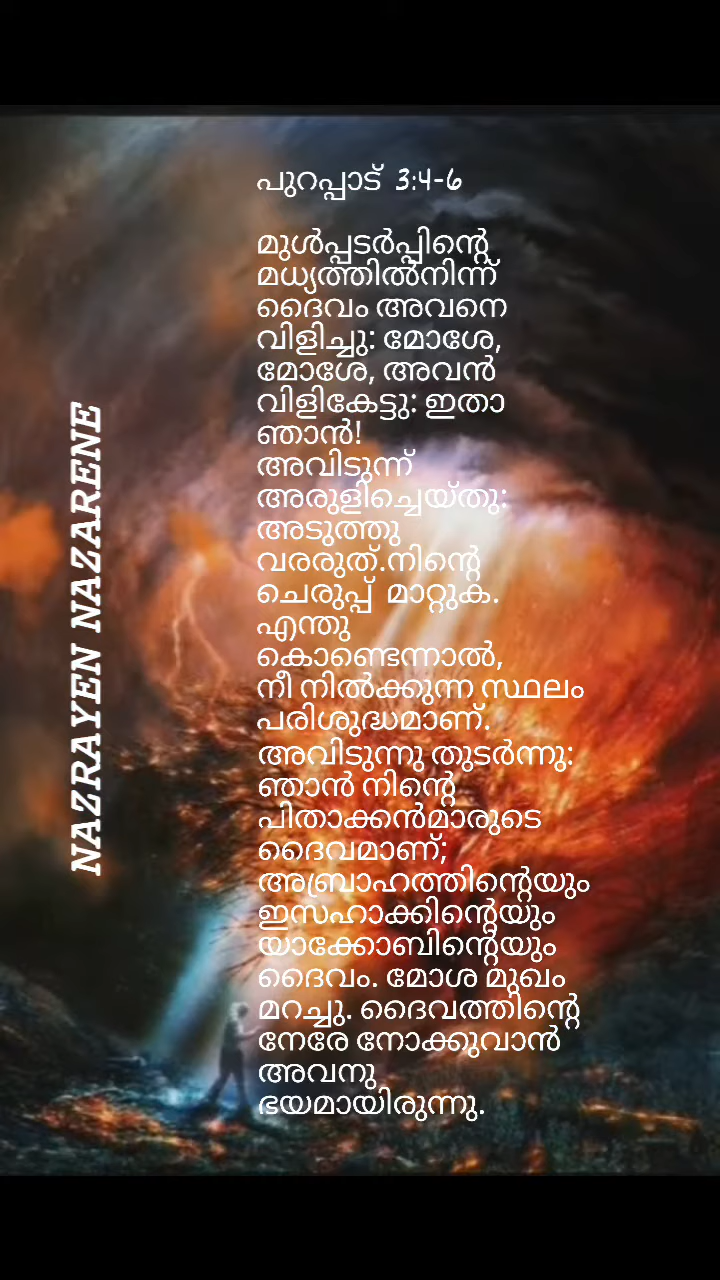 പുറപ്പാട് 3:4-6
മുൾപ്പടർപ്പിന്റെ
മധ്യത്തിൽനിന്ന്
ദൈവം അവനെ
വിളിച്ചു: മോശേ,
മോശേ, അവൻ
വിളികേട്ടു: ഇതാ
ഞാൻ!
അവിടുന്ന്
അരുളിച്ചെയ്തു:
അടുത്തു
വരരുത്.നിന്റെ
ചെരുപ്പ് മാറ്റുക.
എന്തു
കൊണ്ടെന്നാൽ,
നീ നിൽക്കുന്ന സ്ഥലം
പരിശുദ്ധമാണ്.
അവിടുന്നു തുടർന്നു:
ഞാൻ നിന്റെ
പിതാക്കൻമാരുടെ
ദൈവമാണ്;
അബ്രാഹത്തിന്റെയും
ഇസഹാക്കിന്റെയും
യാക്കോബിന്റെയും
ദൈവം. മോശ മുഖം
മറച്ചു. ദൈവത്തിന്റെ
നേരേ നോക്കുവാൻ
അവനു
ഭയമായിരുന്നു.
NAZRAYEN NAZARENE